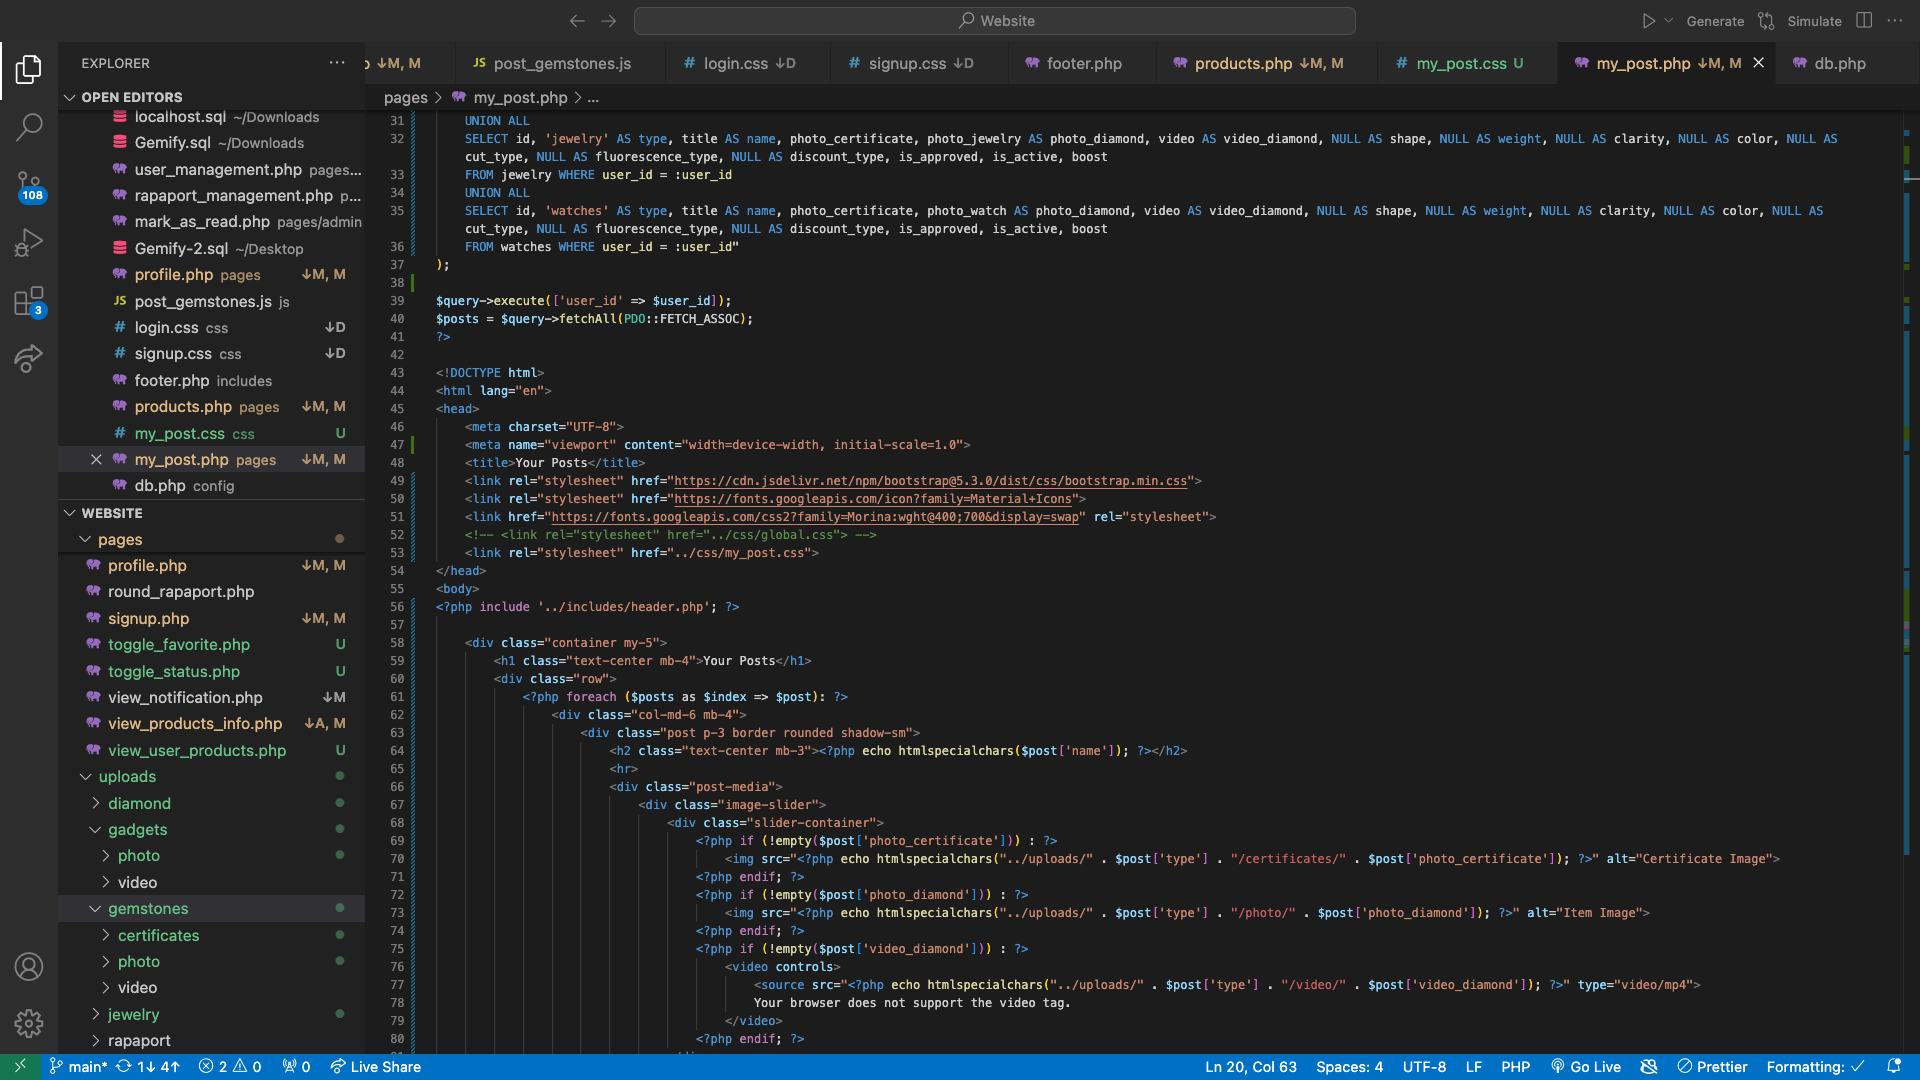 Website
Generate
Simulate
EXPLORER
OPEN EDITORS
localhost.sql ~/Downloads
Gemify.sql ~/Downloads
user_management.php pages...
rapaport_management.php p...
mark_as_read.php pages/admin
Gemify-2.sql ~/Desktop
profile.php pages ↓M, M
JS post_gemstones.js js
# login.css css ↓D
# signup.css css ↓D
footer.php includes
products.php pages ↓M, M
# my_post.css css U
my_post.php pages ↓M, M
db.php config
WEBSITE
pages
profile.php ↓M, M
round_rapaport.php
signup.php ↓M, M
toggle_favorite.php U
toggle_status.php U
view_notification.php ↓M
view_products_info.php ↓A, M
view_user_products.php U
uploads
diamond
gadgets
photo
video
gemstones
certificates
photo
video
jewelry
rapaport
108
3
↓M, M
JS post_gemstones.js
# login.css ↓D
# signup.css ↓D
footer.php
products.php ↓M, M
# my_post.css U
my_post.php ↓M, M
db.php
pages > my_post.php > ...
31 UNION ALL
32 SELECT id, 'jewelry' AS type, title AS name, photo_certificate, photo_jewelry AS photo_diamond, video AS video_diamond, NULL AS shape, NULL AS weight, NULL AS clarity, NULL AS color, NULL AS
cut_type, NULL AS fluorescence_type, NULL AS discount_type, is_approved, is_active, boost
33 FROM jewelry WHERE user_id = :user_id
34 UNION ALL
35 SELECT id, 'watches' AS type, title AS name, photo_certificate, photo_watch AS photo_diamond, video AS video_diamond, NULL AS shape, NULL AS weight, NULL AS clarity, NULL AS color, NULL AS
cut_type, NULL AS fluorescence_type, NULL AS discount_type, is_approved, is_active, boost
36 FROM watches WHERE user_id = :user_id"
37 );
38
39 $query->execute(['user_id' => $user_id]);
40 $posts = $query->fetchAll(PDO::FETCH_ASSOC);
41 ?>
42
43 <!DOCTYPE html>
44 <html lang="en">
45 <head>
46 <meta charset="UTF-8">
47 <meta name="viewport" content="width=device-width, initial-scale=1.0">
48 <title>Your Posts</title>
49 <link rel="stylesheet" href="https://cdn.jsdelivr.net/npm/bootstrap@5.3.0/dist/css/bootstrap.min.css">
50 <link rel="stylesheet" href="https://fonts.googleapis.com/icon?family=Material+Icons">
51 <link href="https://fonts.googleapis.com/css2?family=Morina:wght@400;700&display=swap" rel="stylesheet">
52 <!-- <link rel="stylesheet" href="../css/global.css"> -->
53 <link rel="stylesheet" href="../css/my_post.css">
54 </head>
55 <body>
56 <?php include '../includes/header.php'; ?>
57
58 <div class="container my-5">
59 <h1 class="text-center mb-4">Your Posts</h1>
60 <div class="row">
61 <?php foreach ($posts as $index => $post): ?>
62 <div class="col-md-6 mb-4">
63 <div class="post p-3 border rounded shadow-sm">
64 <h2 class="text-center mb-3"><?php echo htmlspecialchars($post['name']); ?></h2>
65 <hr>
66 <div class="post-media">
67 <div class="image-slider">
68 <div class="slider-container">
69 <?php if (!empty($post['photo_certificate'])) : ?>
70 <img src="<?php echo htmlspecialchars("../uploads/" . $post['type'] . "/certificates/" . $post['photo_certificate']); ?>" alt="Certificate Image">
71 <?php endif; ?>
72 <?php if (!empty($post['photo_diamond'])) : ?>
73 <img src="<?php echo htmlspecialchars("../uploads/" . $post['type'] . "/photo/" . $post['photo_diamond']); ?>" alt="Item Image">
74 <?php endif; ?>
75 <?php if (!empty($post['video_diamond'])) : ?>
76 <video controls>
77 <source src="<?php echo htmlspecialchars("../uploads/" . $post['type'] . "/video/" . $post['video_diamond']); ?>" type="video/mp4">
78 Your browser does not support the video tag.
79 </video>
80 <?php endif; ?>
main* 1↓ 4↑ 2 0 0 Live Share
Ln 20, Col 63 Spaces: 4 UTF-8 LF PHP Go Live Prettier Formatting: ✓